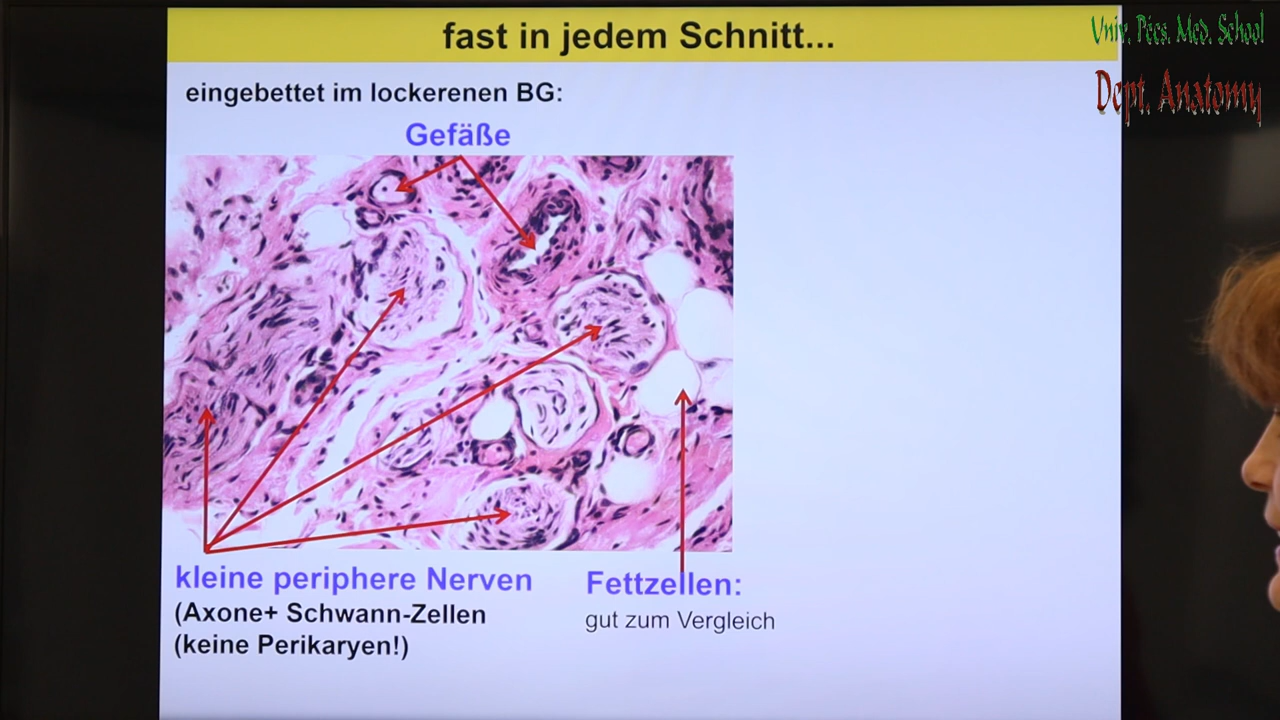 fast in jedem Schnitt...
Univ. Pécs. Med. School
Dept. Anatomy
eingebettet im lockerenen BG:
Gefäße
kleine periphere Nerven
(Axone+ Schwann-Zellen
(keine Perikaryen!)
Fettzellen:
gut zum Vergleich